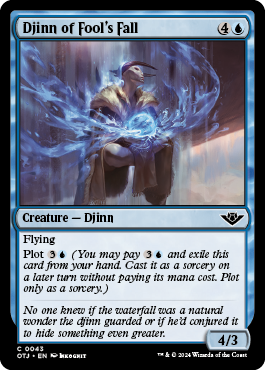 Djinn of Fool's Fall 4
Creature — Djinn
Flying
Plot 3 (You may pay 3 and exile
this card from your hand. Cast it as a sorcery on
a later turn without paying its mana cost. Plot
only as a sorcery.)
No one knew if the waterfall was a natural
wonder the djinn guarded or if he'd conjured it
to hide something even greater.
4/3
C 0043
OTJ • EN INKOGNIT
™ & © 2024 Wizards of the Coast